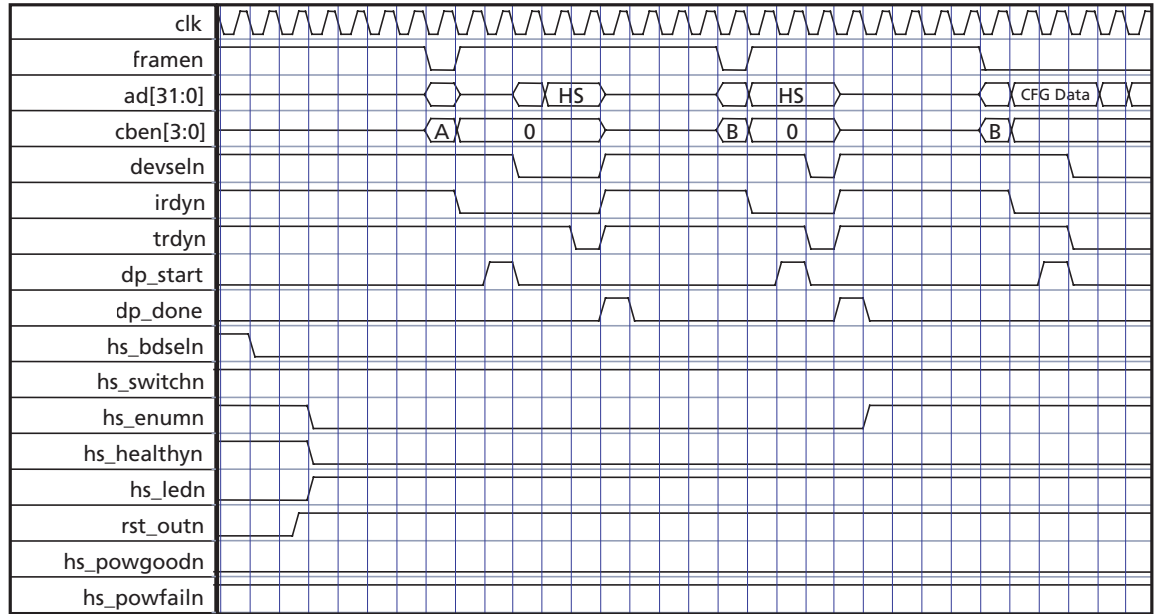 clk
framen
ad[31:0] HS HS CFG Data
cben[3:0] A 0 B 0 B
devseln
irdyn
trdyn
dp_start
dp_done
hs_bdseln
hs_switchn
hs_enumn
hs_healthyn
hs_ledn
rst_outn
hs_powgoodn
hs_powfailn